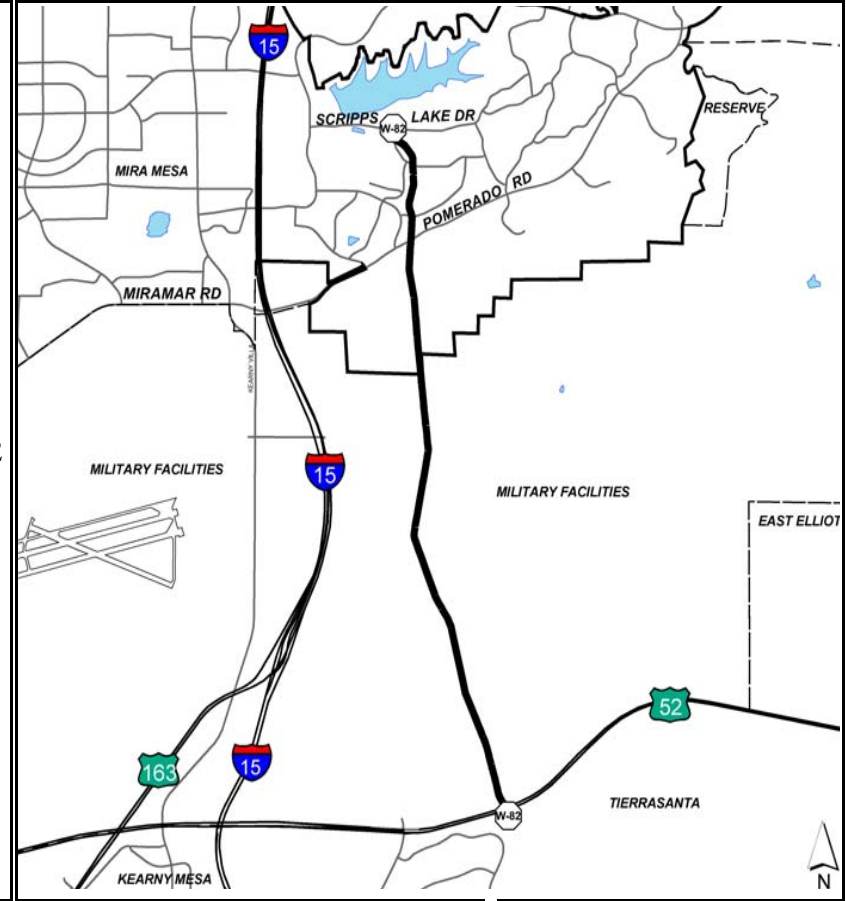 15
SCRIPPS LAKE DR
W-82
RESERVE
MIRA MESA
POMERADO RD
MIRAMAR RD
KEARNY VILLA
MILITARY FACILITIES
15
MILITARY FACILITIES
EAST ELLIOT
52
163
15
TIERRASANTA
W-82
KEARNY MESA
N